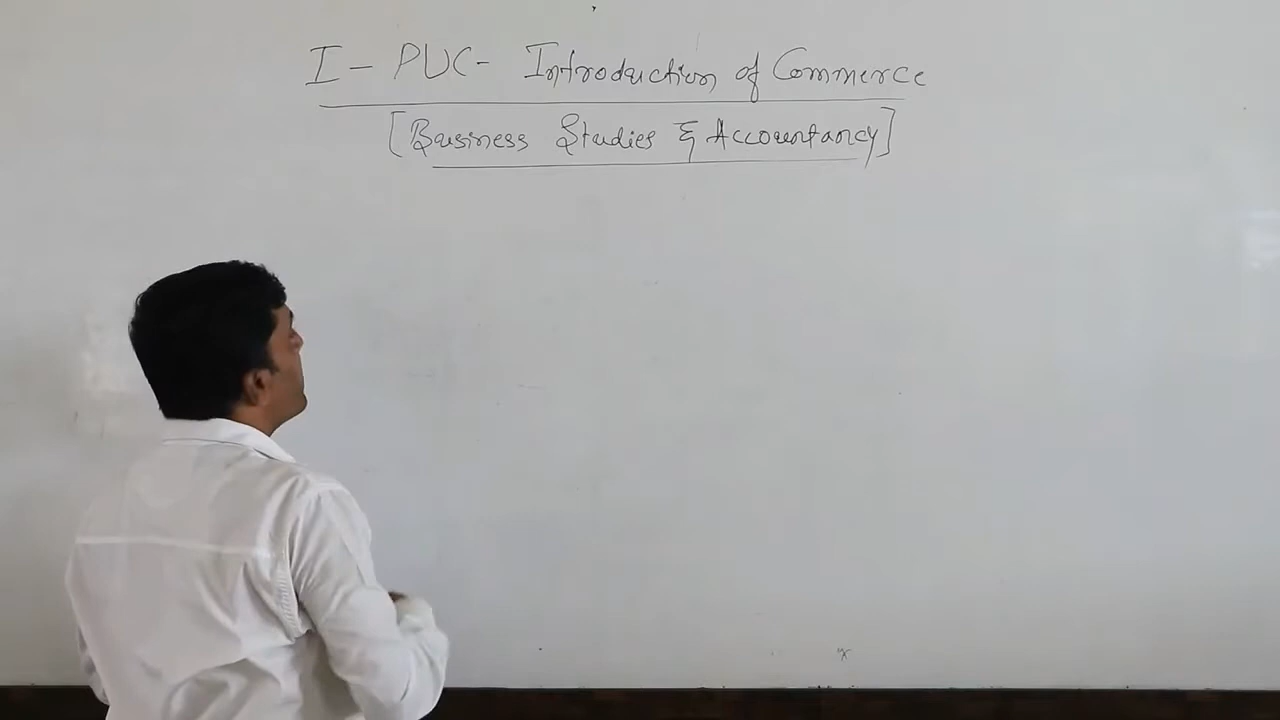 I - PUC - Introduction of Commerce
[Business Studies & Accountancy]